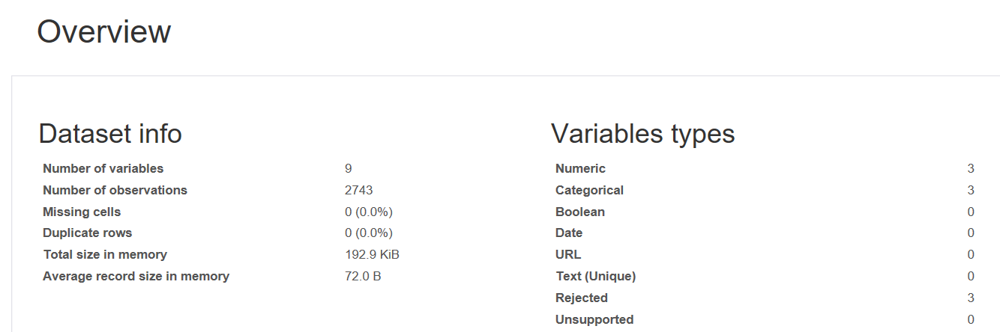 Overview
Dataset info
Number of variables 9
Number of observations 2743
Missing cells 0 (0.0%)
Duplicate rows 0 (0.0%)
Total size in memory 192.9 KiB
Average record size in memory 72.0 B
Variables types
Numeric 3
Categorical 3
Boolean 0
Date 0
URL 0
Text (Unique) 0
Rejected 3
Unsupported 0